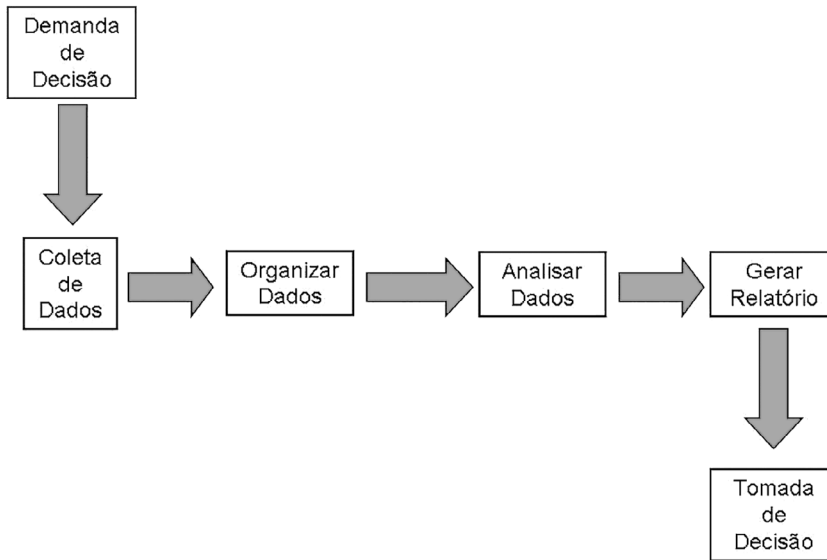 Demanda
de
Decisão
Coleta
de
Dados
Organizar
Dados
Analisar
Dados
Gerar
Relatório
Tomada
de
Decisão